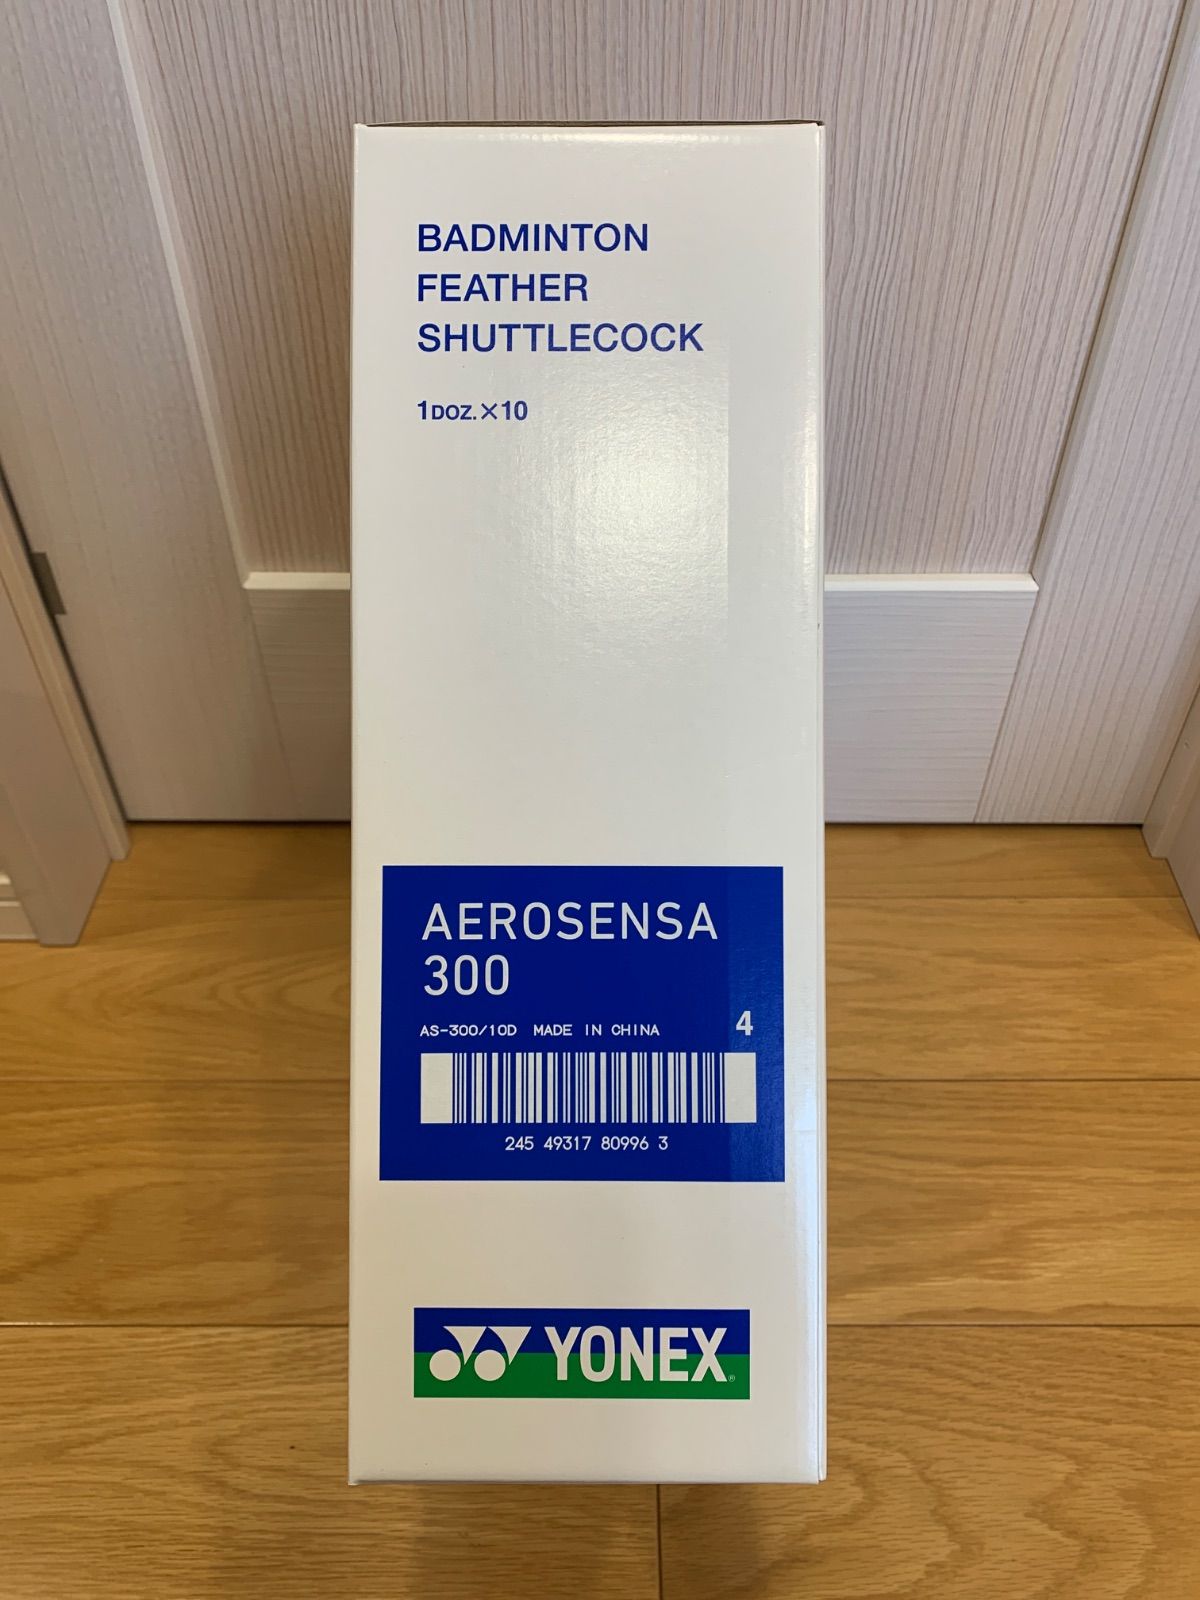 BADMINTON
FEATHER
SHUTTLECOCK
1DOZ.×10
AEROSENSA
300
AS-300/10D MADE IN CHINA 4
245 49317 80996 3
YONEX®